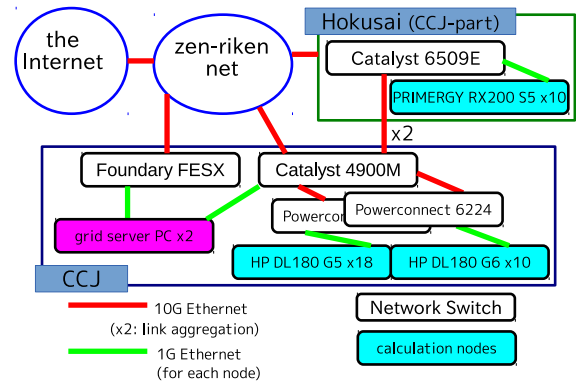 the
Internet
zen-riken
net
Hokusai (CCJ-part)
Catalyst 6509E
PRIMERGY RX200 S5 x10
x2
Foundary FESX
Catalyst 4900M
Powercon
Powerconnect 6224
grid server PC x2
HP DL180 G5 x18
HP DL180 G6 x10
CCJ
10G Ethernet
(x2: link aggregation)
1G Ethernet
(for each node)
Network Switch
calculation nodes